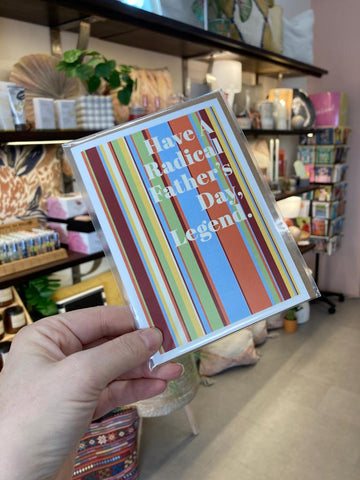 Have A
Radical
Father's
Day,
Legend.